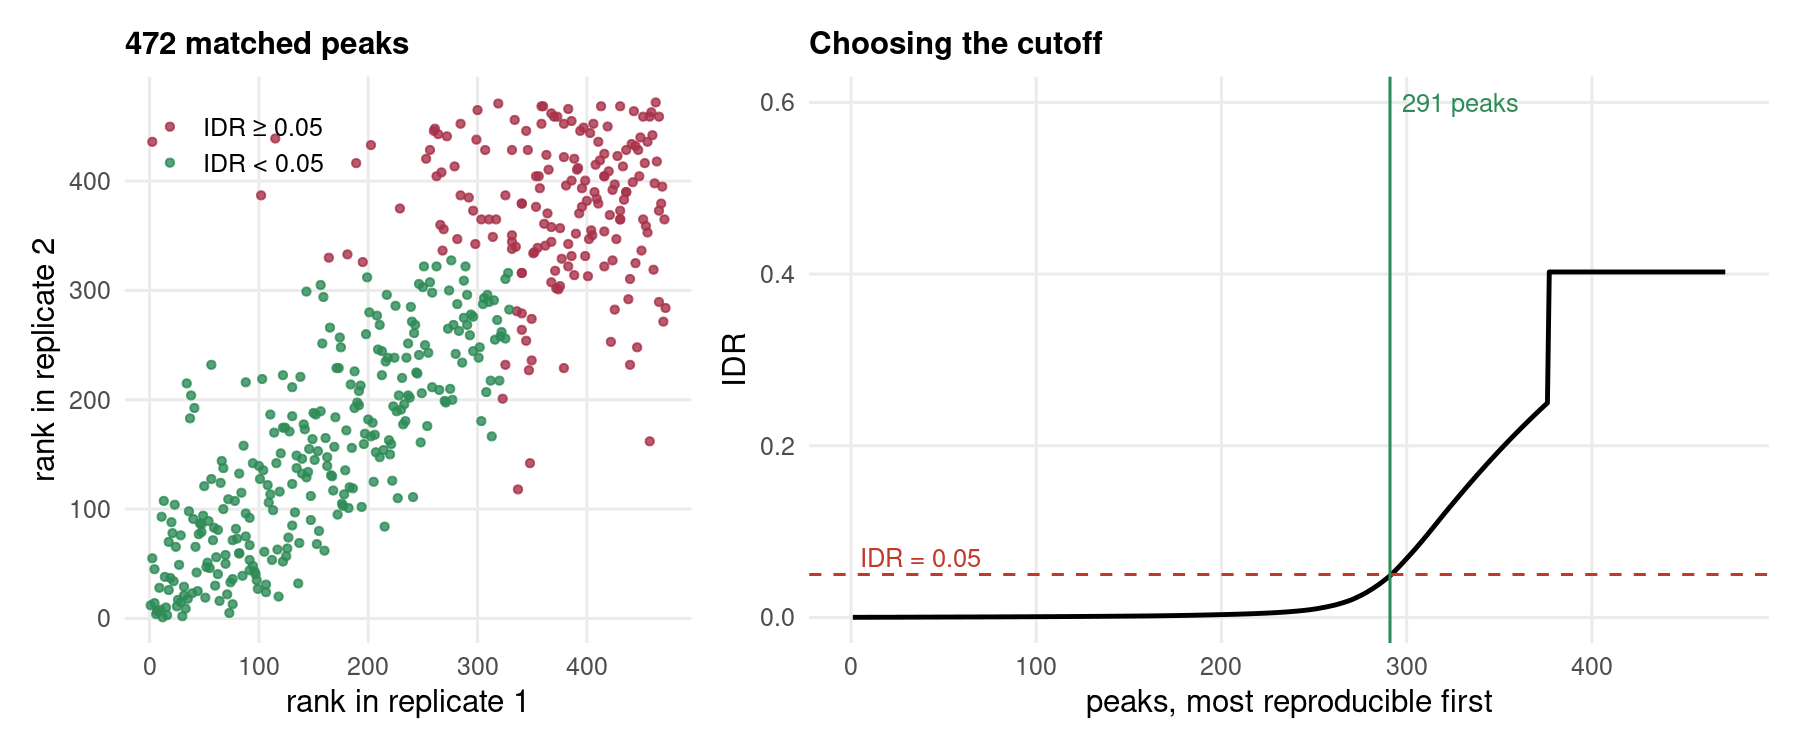 472 matched peaks
IDR ≥ 0.05
IDR < 0.05
400
300
200
100
0
rank in replicate 2
0 100 200 300 400
rank in replicate 1
Choosing the cutoff
291 peaks
IDR = 0.05
0.6
0.4
0.2
0.0
IDR
0 100 200 300 400
peaks, most reproducible first